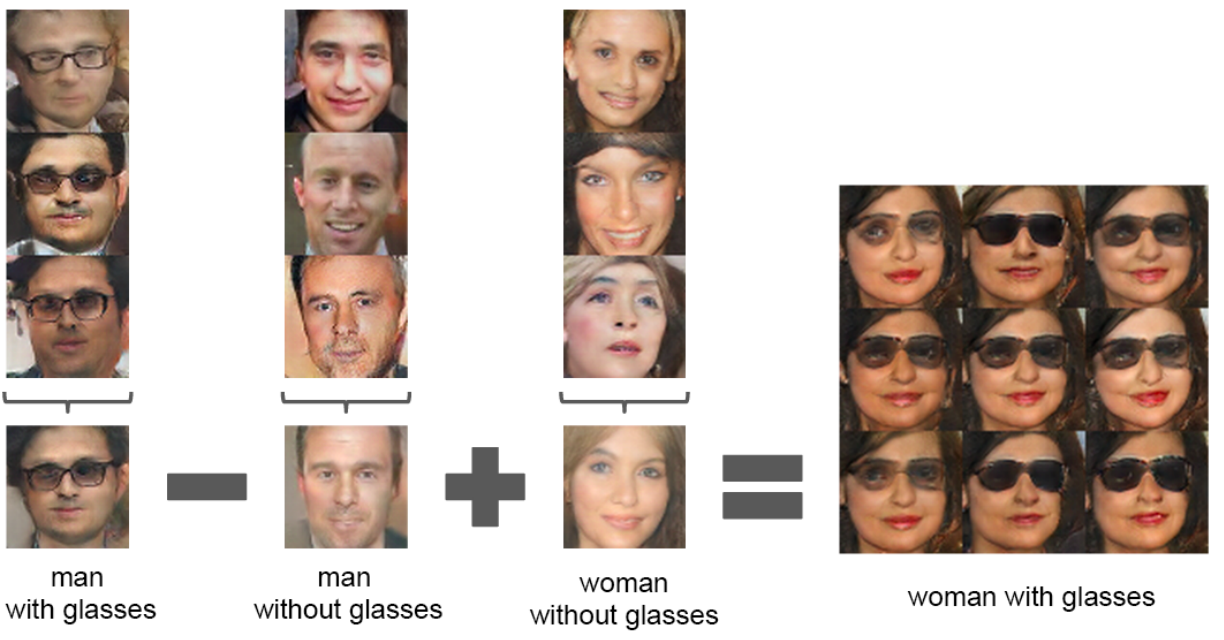 man
with glasses
man
without glasses
woman
without glasses
woman with glasses